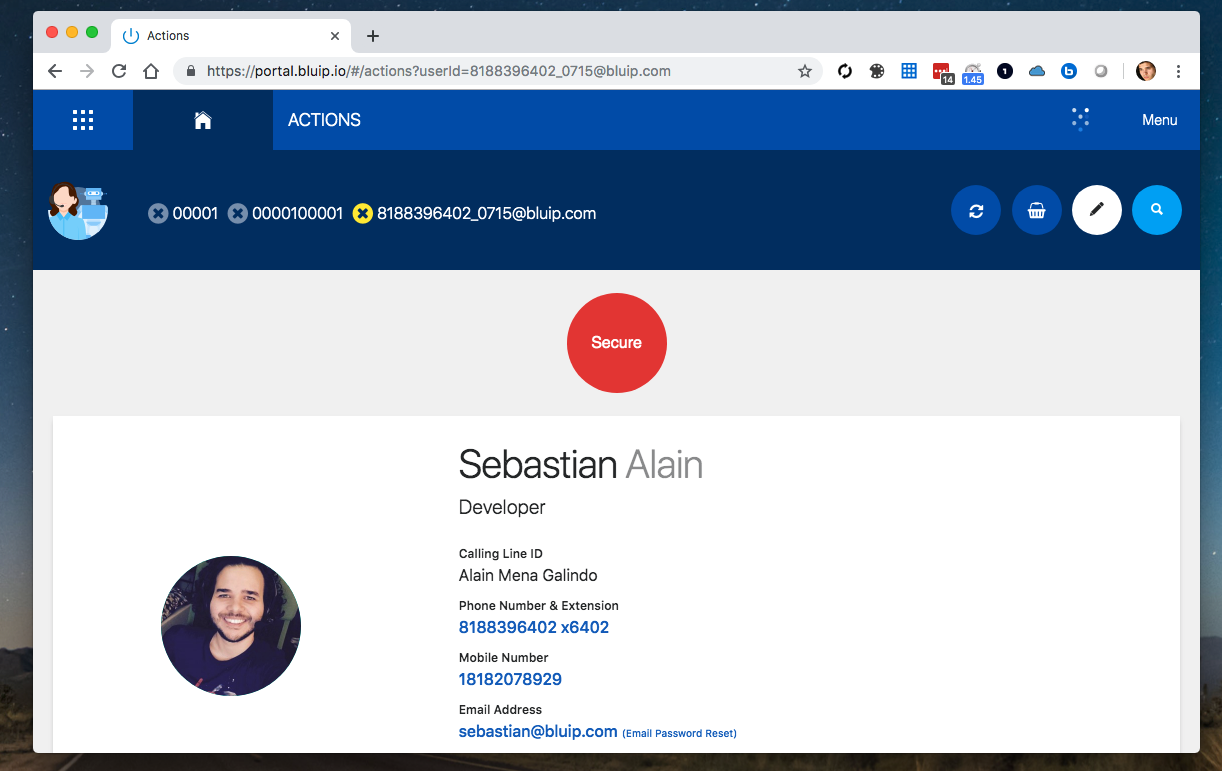 Actions
https://portal.bluip.io/#/actions?userId=8188396402_0715@bluip.com
14
1.45
1
b
ACTIONS
Menu
00001 0000100001 8188396402_0715@bluip.com
Secure
Sebastian Alain
Developer
Calling Line ID
Alain Mena Galindo
Phone Number & Extension
8188396402 x6402
Mobile Number
18182078929
Email Address
sebastian@bluip.com (Email Password Reset)